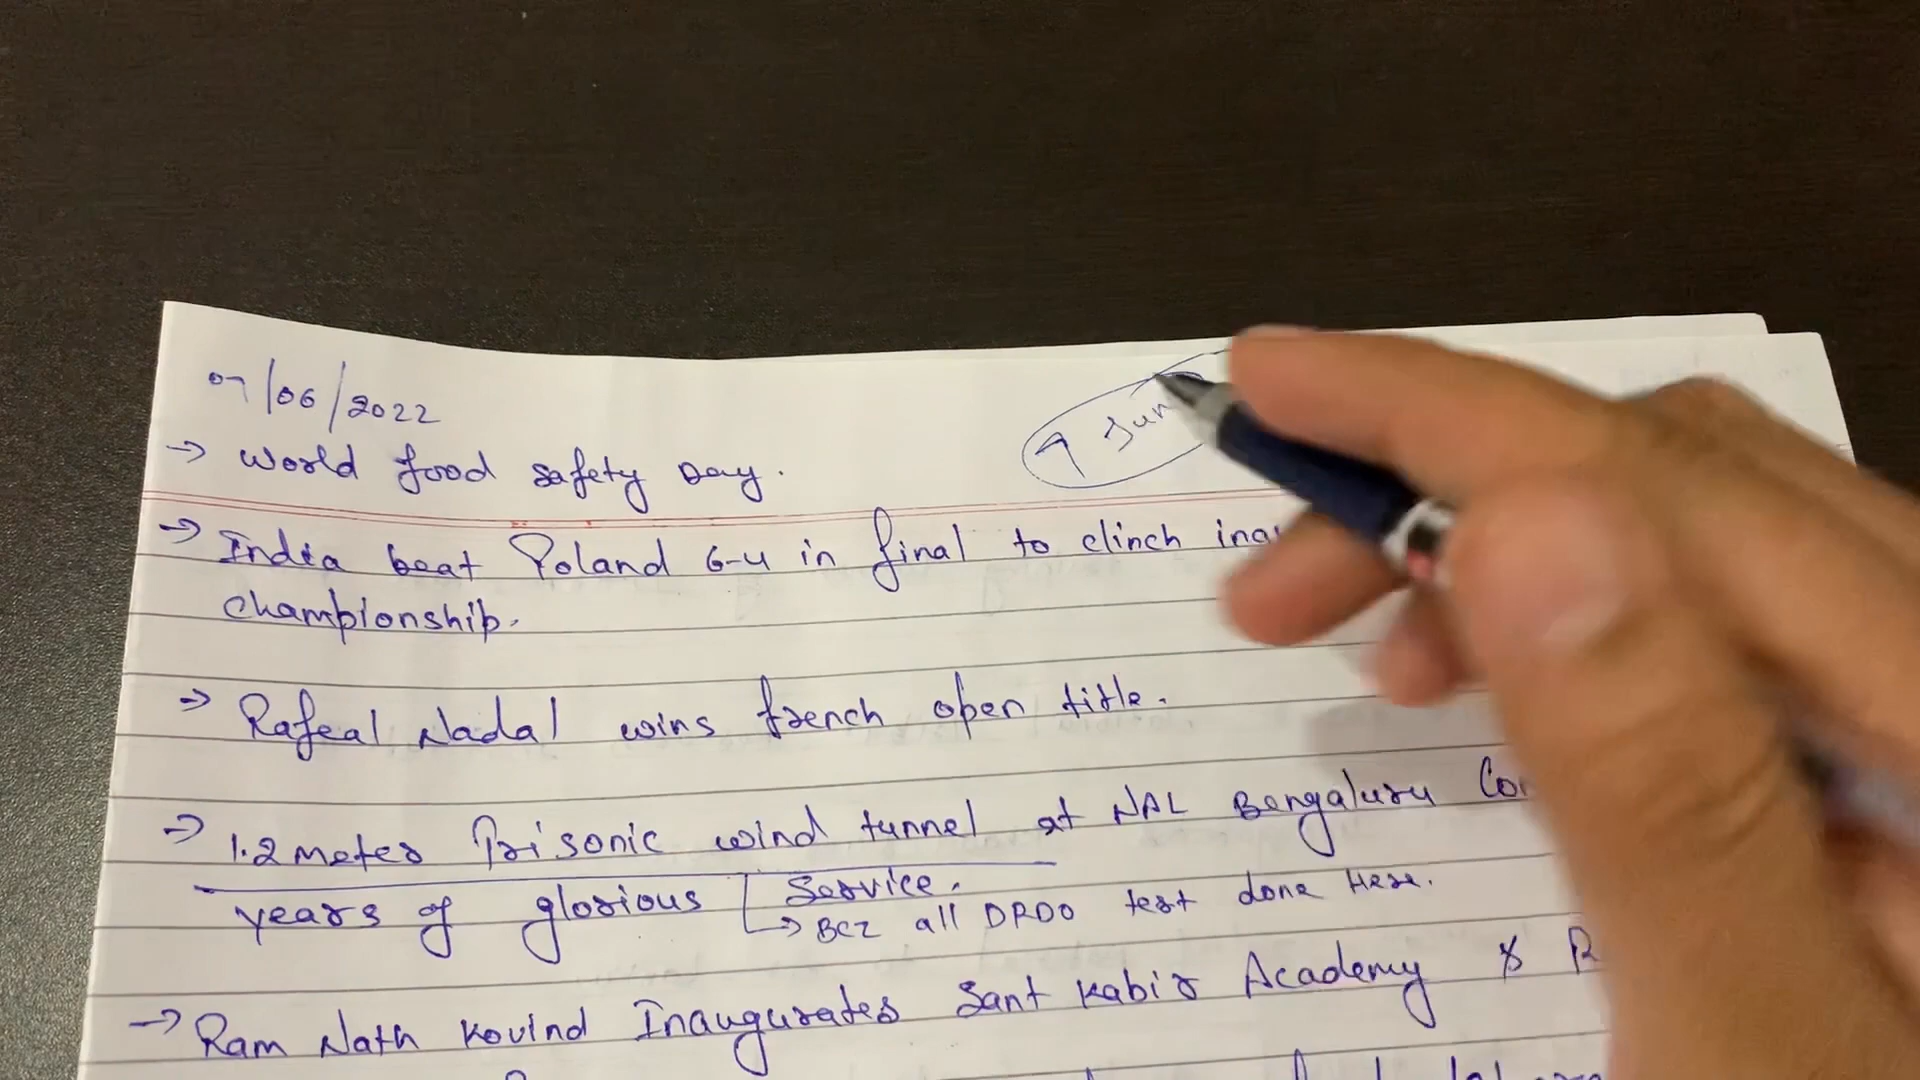 07/06/2022
7 Jun
→ World food safety Day.
→ India beat Poland 6-4 in final to clinch
championship.
→ Rafeal Nadal wins french open title.
→ 1.2 meter Trisonic wind tunnel at NAL Bengaluru
years of glorious Service.
→ BCZ all DRDO test done Here.
→ Ram Nath Kovind Inaugurates Sant Kabir Academy &